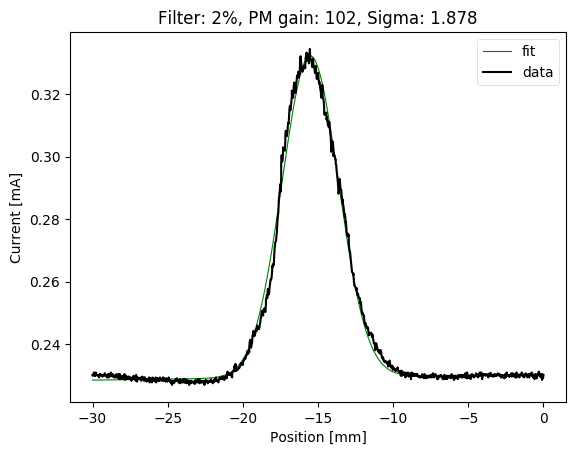 Filter: 2%, PM gain: 102, Sigma: 1.878
fit
data
Current [mA]
0.32
0.30
0.28
0.26
0.24
−30 −25 −20 −15 −10 −5 0
Position [mm]